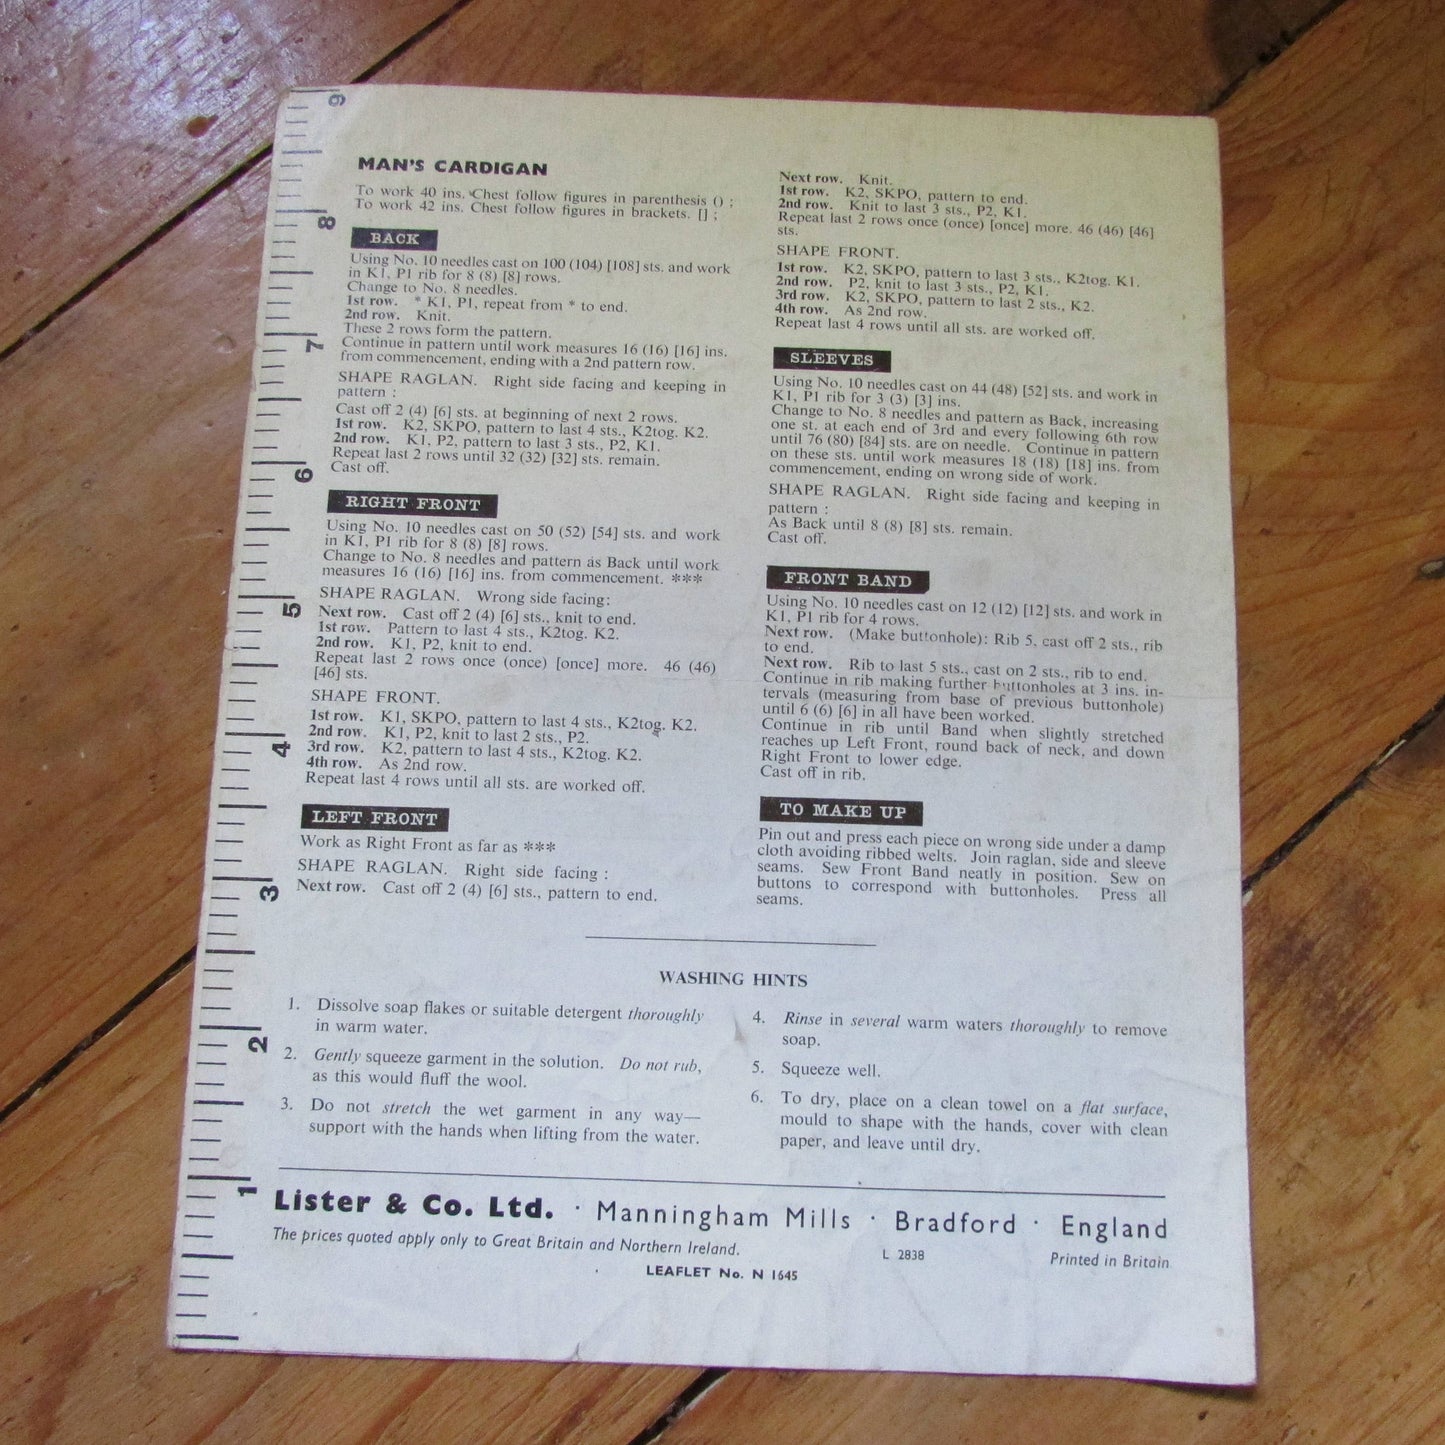 MAN'S CARDIGAN
To work 40 ins. Chest follow figures in parenthesis () ;
To work 42 ins. Chest follow figures in brackets. [] ;
BACK
Using No. 10 needles cast on 100 (104) [108] sts. and work
in K1, P1 rib for 8 (8) [8] rows.
Change to No. 8 needles.
1st row. * K1, P1, repeat from * to end.
2nd row. Knit.
These 2 rows form the pattern.
Continue in pattern until work measures 16 (16) [16] ins.
from commencement, ending with a 2nd pattern row.
SHAPE RAGLAN. Right side facing and keeping in
pattern :
Cast off 2 (4) [6] sts. at beginning of next 2 rows.
1st row. K2, SKPO, pattern to last 4 sts., K2tog. K2.
2nd row. K1, P2, pattern to last 3 sts., P2, K1.
Repeat last 2 rows until 32 (32) [32] sts. remain.
Cast off.
RIGHT FRONT
Using No. 10 needles cast on 50 (52) [54] sts. and work
in K1, P1 rib for 8 (8) [8] rows.
Change to No. 8 needles and pattern as Back until work
measures 16 (16) [16] ins. from commencement. ***
SHAPE RAGLAN. Wrong side facing:
Next row. Cast off 2 (4) [6] sts., knit to end.
1st row. Pattern to last 4 sts., K2tog. K2.
2nd row. K1, P2, knit to end.
Repeat last 2 rows once (once) [once] more. 46 (46)
[46] sts.
SHAPE FRONT.
1st row. K1, SKPO, pattern to last 4 sts., K2tog. K2.
2nd row. K1, P2, knit to last 2 sts., P2.
3rd row. K2, pattern to last 4 sts., K2tog. K2.
4th row. As 2nd row.
Repeat last 4 rows until all sts. are worked off.
LEFT FRONT
Work as Right Front as far as ***
SHAPE RAGLAN. Right side facing :
Next row. Cast off 2 (4) [6] sts., pattern to end.
Next row. Knit.
1st row. K2, SKPO, pattern to end.
2nd row. Knit to last 3 sts., P2, K1.
Repeat last 2 rows once (once) [once] more. 46 (46) [46]
sts.
SHAPE FRONT.
1st row. K2, SKPO, pattern to last 3 sts., K2tog. K1.
2nd row. P2, knit to last 3 sts., P2, K1.
3rd row. K2, SKPO, pattern to last 2 sts., K2.
4th row. As 2nd row.
Repeat last 4 rows until all sts. are worked off.
SLEEVES
Using No. 10 needles cast on 44 (48) [52] sts. and work in
K1, P1 rib for 3 (3) [3] ins.
Change to No. 8 needles and pattern as Back, increasing
one st. at each end of 3rd and every following 6th row
until 76 (80) [84] sts. are on needle. Continue in pattern
on these sts. until work measures 18 (18) [18] ins. from
commencement, ending on wrong side of work.
SHAPE RAGLAN. Right side facing and keeping in
pattern :
As Back until 8 (8) [8] sts. remain.
Cast off.
FRONT BAND
Using No. 10 needles cast on 12 (12) [12] sts. and work in
K1, P1 rib for 4 rows.
Next row. (Make buttonhole): Rib 5, cast off 2 sts., rib
to end.
Next row. Rib to last 5 sts., cast on 2 sts., rib to end.
Continue in rib making further buttonholes at 3 ins. in-
tervals (measuring from base of previous buttonhole)
until 6 (6) [6] in all have been worked.
Continue in rib until Band when slightly stretched
reaches up Left Front, round back of neck, and down
Right Front to lower edge.
Cast off in rib.
TO MAKE UP
Pin out and press each piece on wrong side under a damp
cloth avoiding ribbed welts. Join raglan, side and sleeve
seams. Sew Front Band neatly in position. Sew on
buttons to correspond with buttonholes. Press all
seams.
WASHING HINTS
1. Dissolve soap flakes or suitable detergent thoroughly
in warm water.
2. Gently squeeze garment in the solution. Do not rub,
as this would fluff the wool.
3. Do not stretch the wet garment in any way—
support with the hands when lifting from the water.
4. Rinse in several warm waters thoroughly to remove
soap.
5. Squeeze well.
6. To dry, place on a clean towel on a flat surface,
mould to shape with the hands, cover with clean
paper, and leave until dry.
Lister & Co. Ltd. · Manningham Mills · Bradford · England
The prices quoted apply only to Great Britain and Northern Ireland.
L 2838
Printed in Britain
LEAFLET No. N 1645
9
8
7
6
5
4
3
2
1